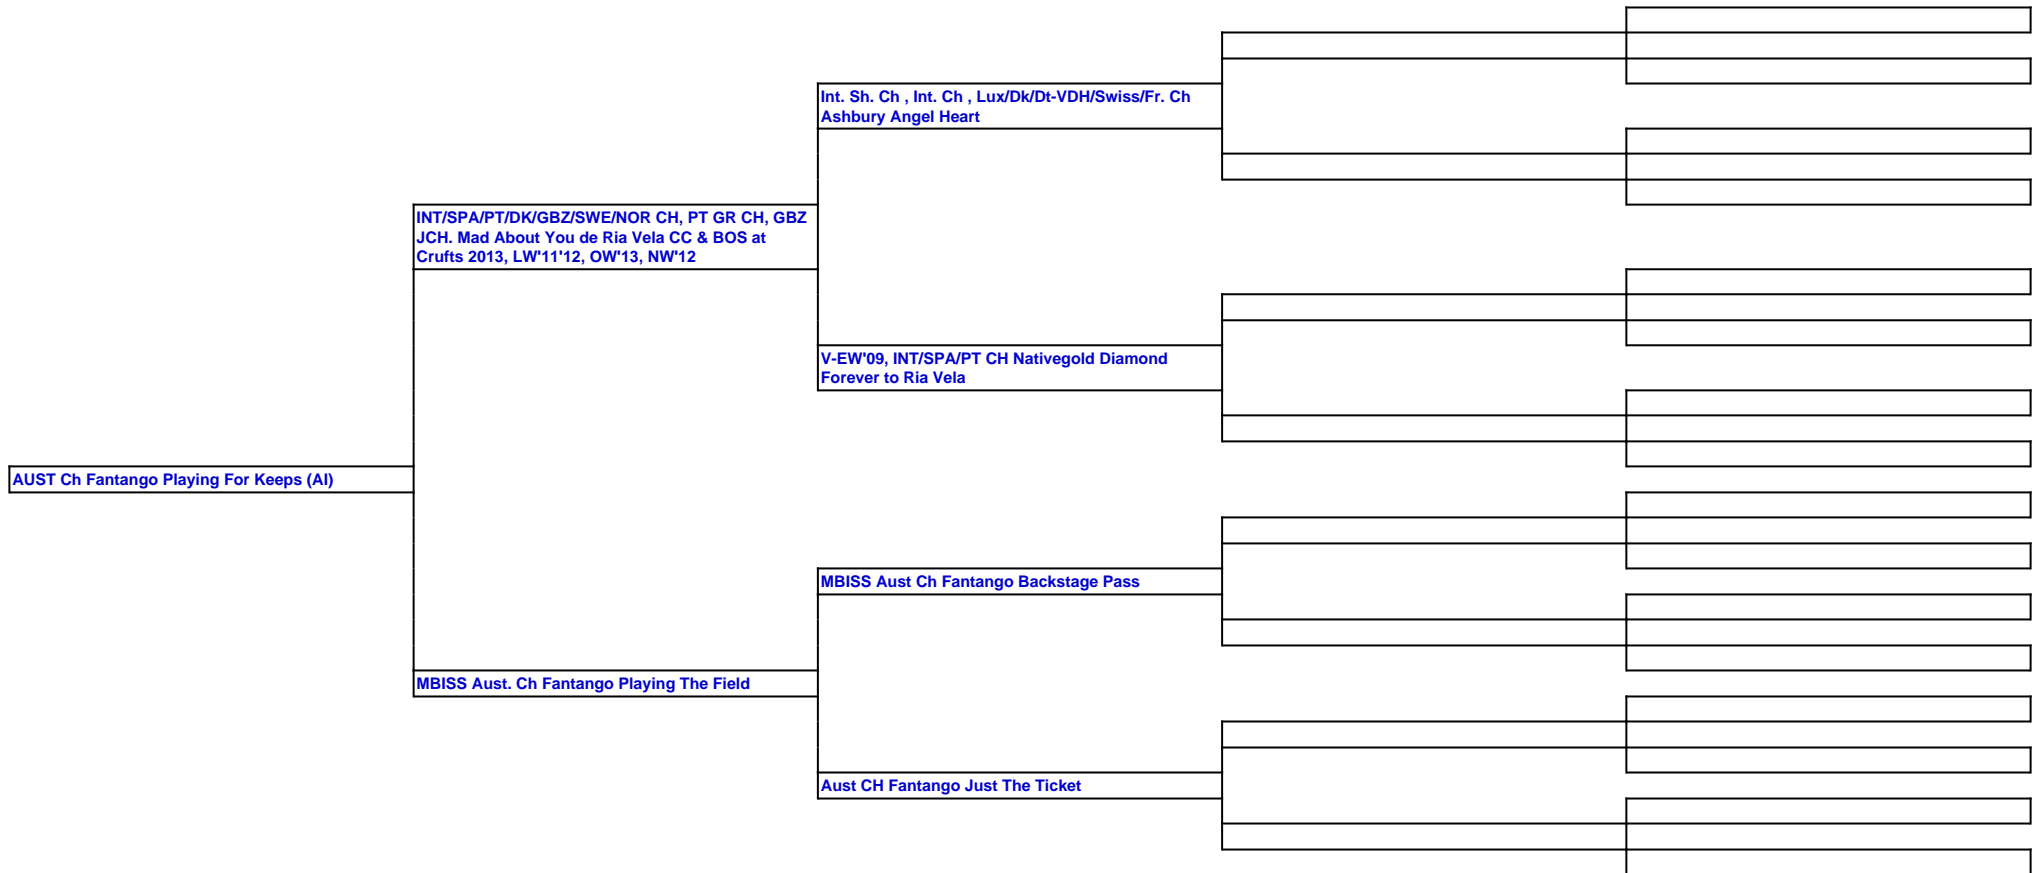 Int. Sh. Ch , Int. Ch , Lux/Dk/Dt-VDH/Swiss/Fr. Ch
Ashbury Angel Heart
INT/SPA/PT/DK/GBZ/SWE/NOR CH, PT GR CH, GBZ
JCH. Mad About You de Ria Vela CC & BOS at
Crufts 2013, LW'11'12, OW'13, NW'12
V-EW'09, INT/SPA/PT CH Nativegold Diamond
Forever to Ria Vela
AUST Ch Fantango Playing For Keeps (AI)
MBISS Aust Ch Fantango Backstage Pass
MBISS Aust. Ch Fantango Playing The Field
Aust CH Fantango Just The Ticket